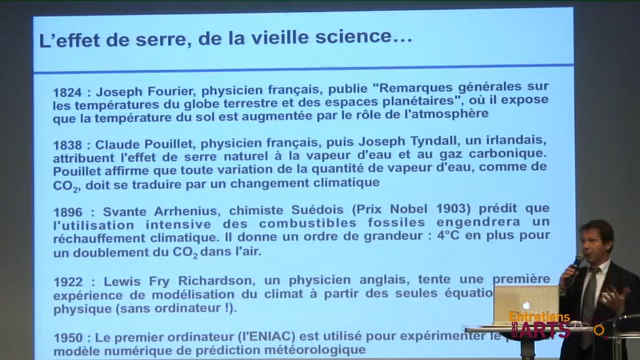 L'effet de serre, de la vieille science...
1824 : Joseph Fourier, physicien français, publie "Remarques générales sur
les températures du globe terrestre et des espaces planétaires", où il expose
que la température du sol est augmentée par le rôle de l'atmosphère
1838 : Claude Pouillet, physicien français, puis Joseph Tyndall, un irlandais,
attribuent l'effet de serre naturel à la vapeur d'eau et au gaz carbonique.
Pouillet affirme que toute variation de la quantité de vapeur d'eau, comme de
CO2, doit se traduire par un changement climatique
1896 : Svante Arrhenius, chimiste Suédois (Prix Nobel 1903) prédit que
l'utilisation intensive des combustibles fossiles engendrera un
réchauffement climatique. Il donne un ordre de grandeur : 4°C en plus pour
un doublement du CO2 dans l'air.
1922 : Lewis Fry Richardson, un physicien anglais, tente une première
expérience de modélisation du climat à partir des seules équatio
physique (sans ordinateur !).
1950 : Le premier ordinateur (l'ENIAC) est utilisé pour expérimenter le
modèle numérique de prédiction météorologique
Entretiens
ARTS